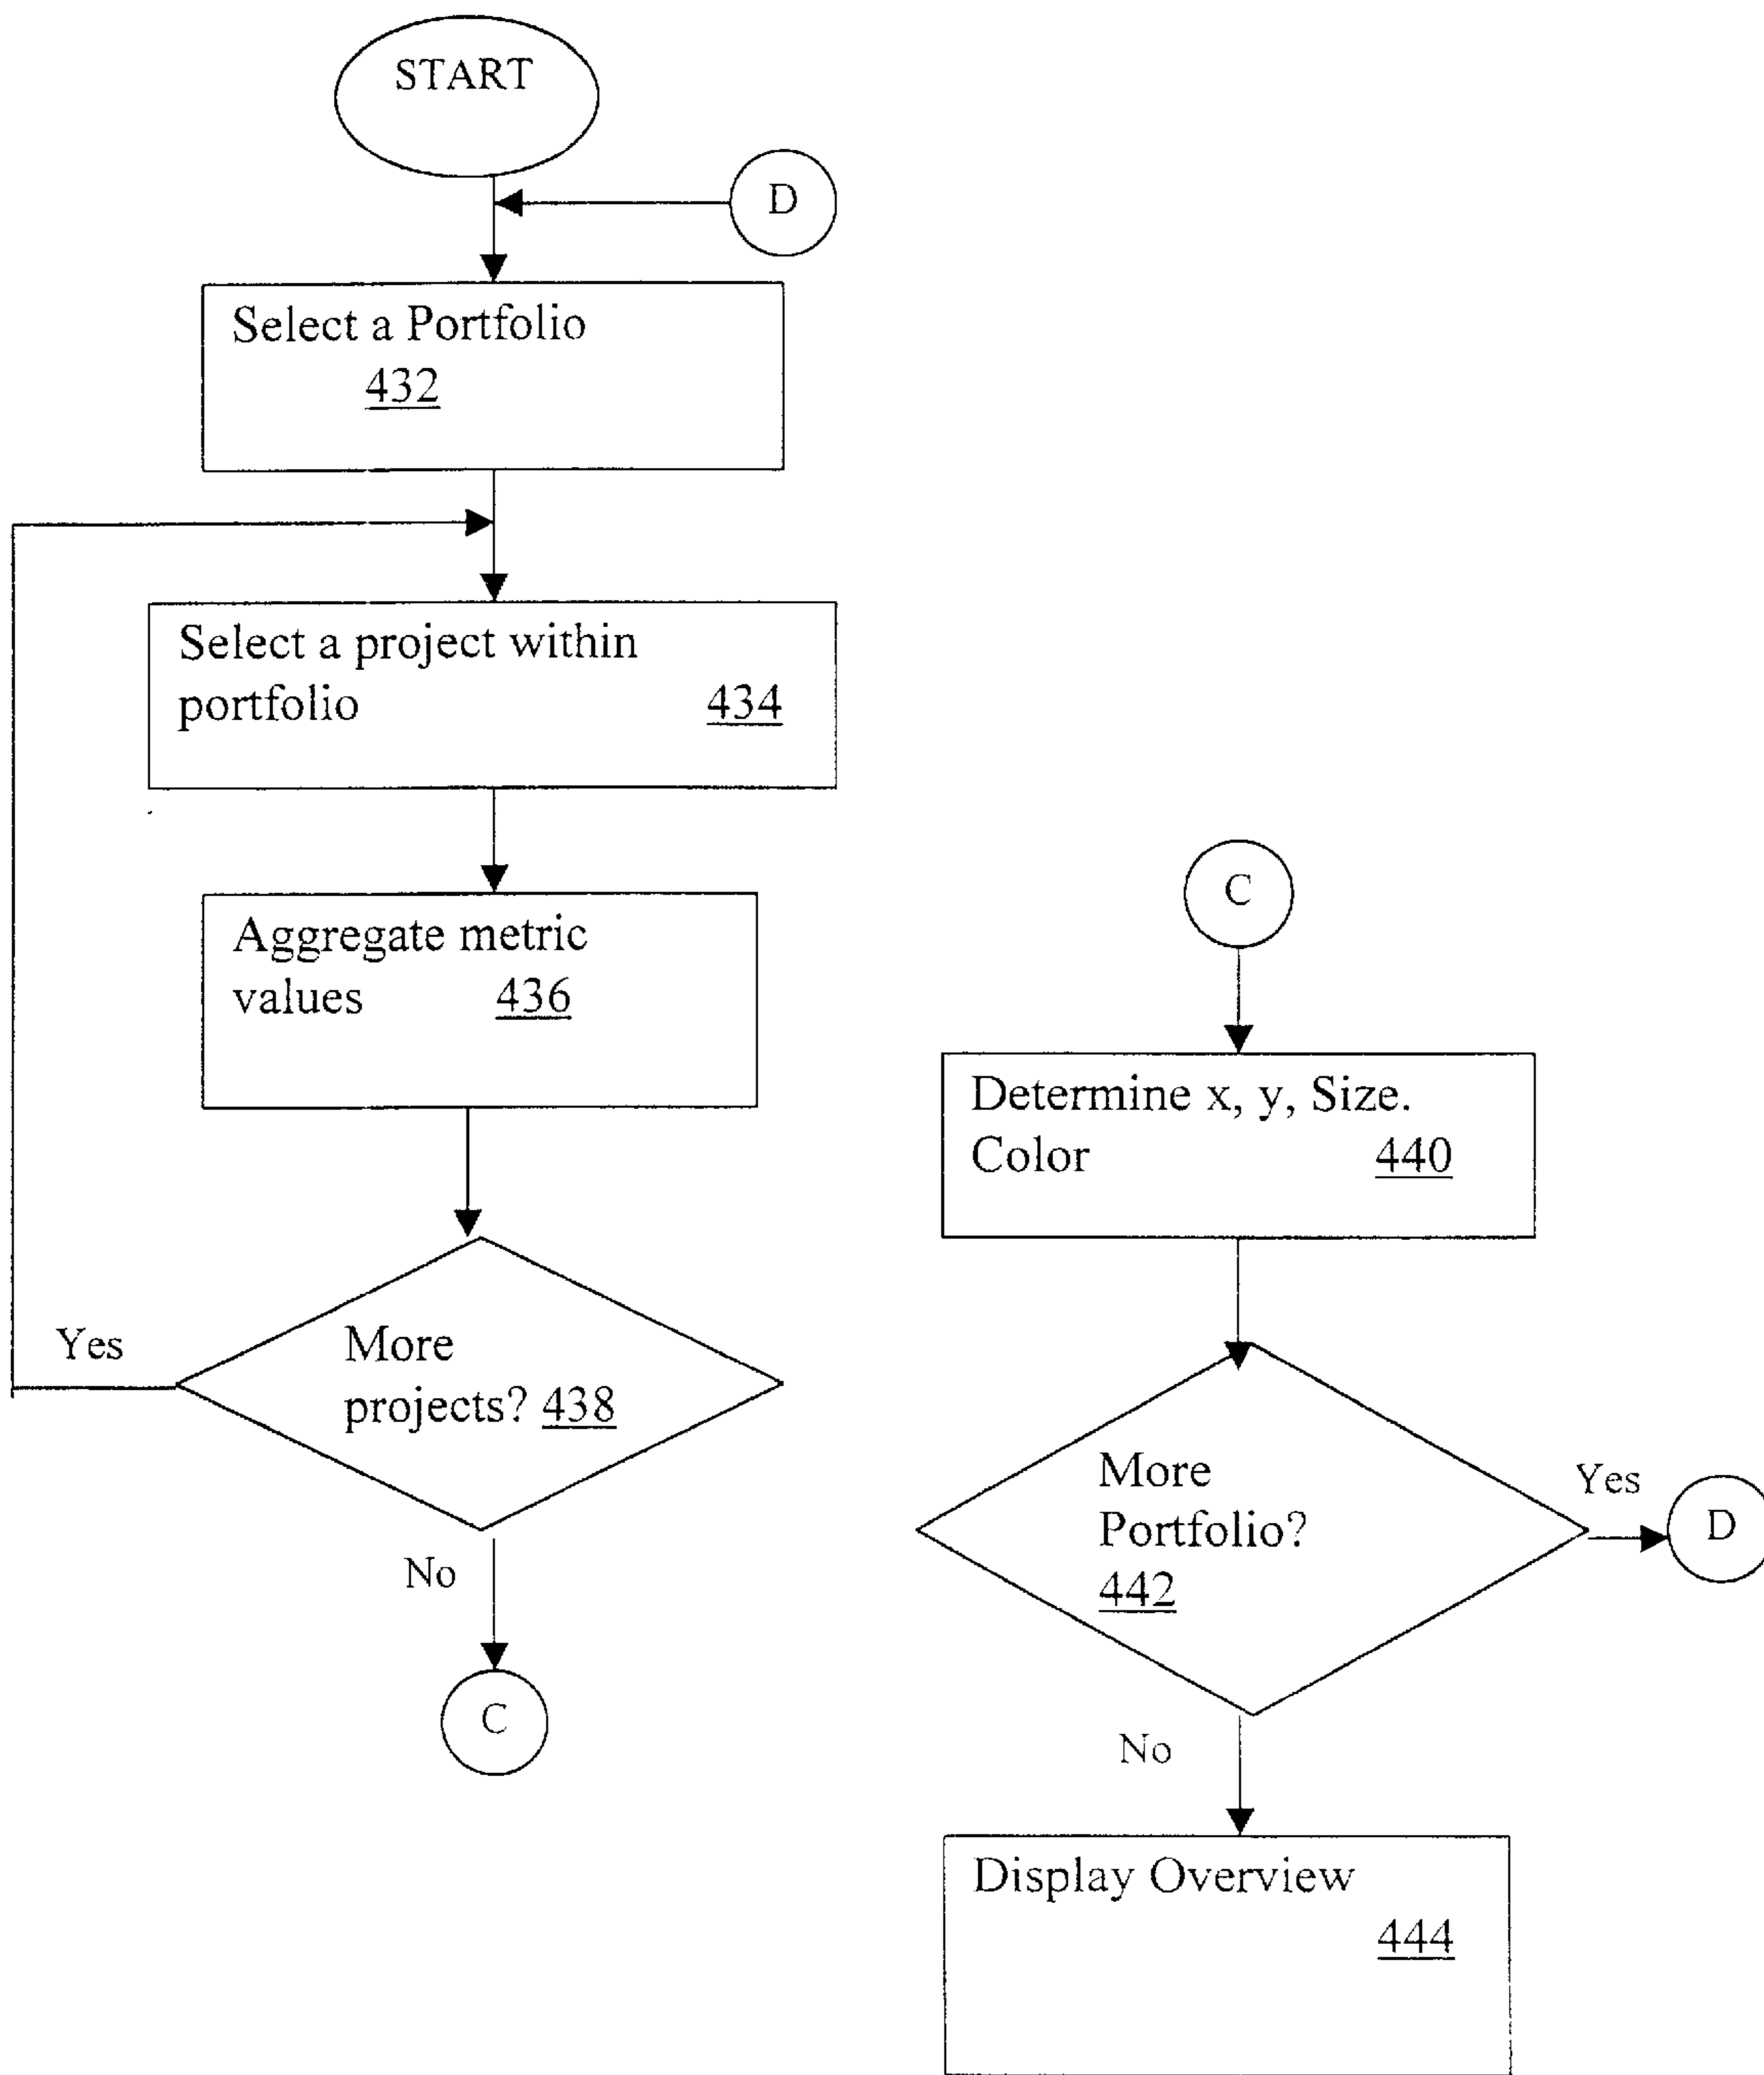 START
D
Select a Portfolio
432
Select a project within
portfolio 434
Aggregate metric
values 436
Yes
More
projects? 438
No
C
C
Determine x, y, Size.
Color 440
More
Portfolio?
442
Yes
D
No
Display Overview
444